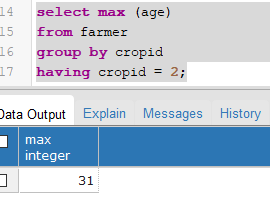 14 select max (age)
15 from farmer
16 group by cropid
17 having cropid = 2;
Data Output Explain Messages History
max
integer
31